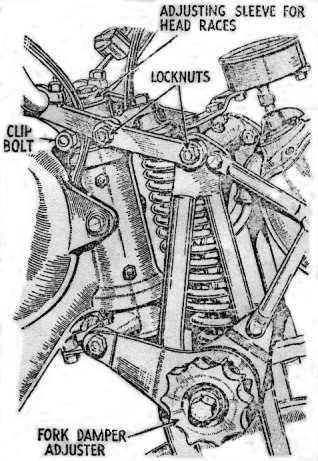 ADJUSTING SLEEVE FOR
HEAD RACES
LOCKNUTS
CLIP
BOLT
FORK DAMPER
ADJUSTER